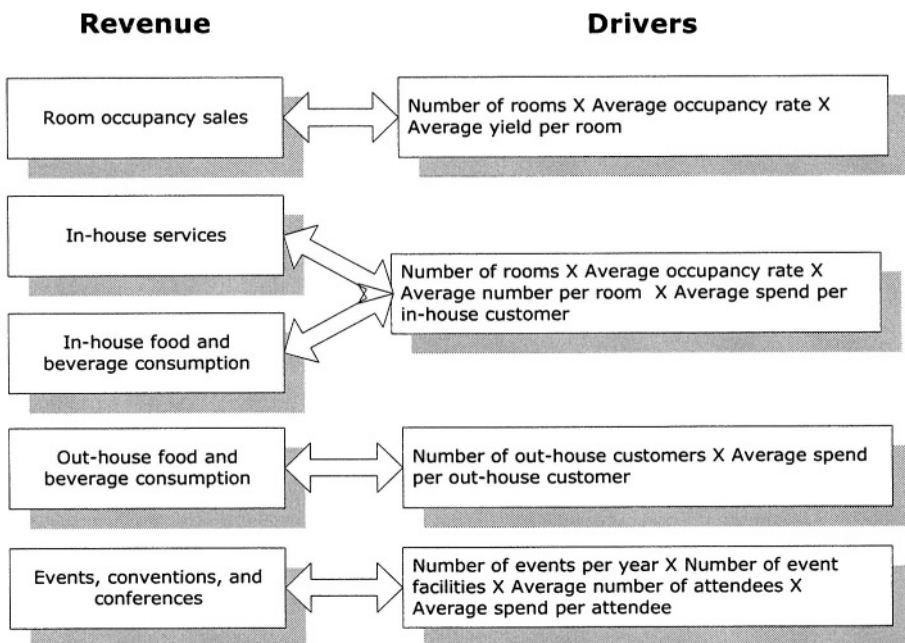 Revenue
Drivers
Room occupancy sales
Number of rooms X Average occupancy rate X
Average yield per room
In-house services
Number of rooms X Average occupancy rate X
Average number per room X Average spend per
in-house customer
In-house food and
beverage consumption
Out-house food and
beverage consumption
Number of out-house customers X Average spend
per out-house customer
Events, conventions, and
conferences
Number of events per year X Number of event
facilities X Average number of attendees X
Average spend per attendee